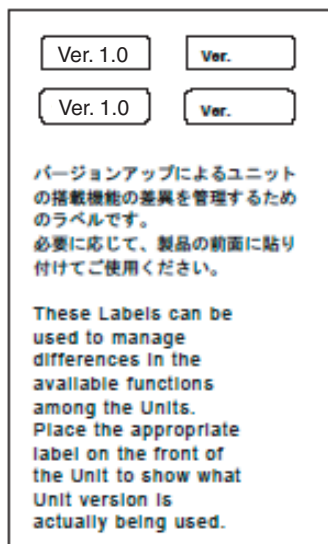 Ver. 1.0
Ver.
Ver. 1.0
Ver.
バージョンアップによるユニット
の搭載機能の差異を管理するため
のラベルです。
必要に応じて、製品の前面に貼り
付けてご使用ください。
These Labels can be
used to manage
differences in the
available functions
among the Units.
Place the appropriate
label on the front of
the Unit to show what
Unit version is
actually being used.